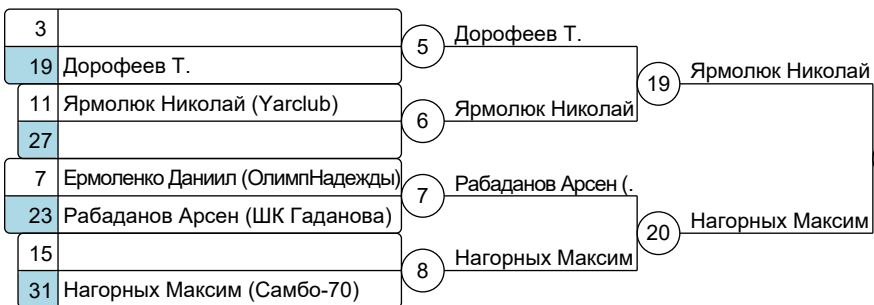 3
19 Дорофеев Т.
11 Ярмолюк Николай (Yarclub)
27
7 Ермоленко Даниил (ОлимпНадежды)
23 Рабаданов Арсен (ШК Гаданова)
15
31 Нагорных Максим (Самбо-70)
5 Дорофеев Т.
6 Ярмолюк Николай
7 Рабаданов Арсен (.
8 Нагорных Максим
19 Ярмолюк Николай
20 Нагорных Максим